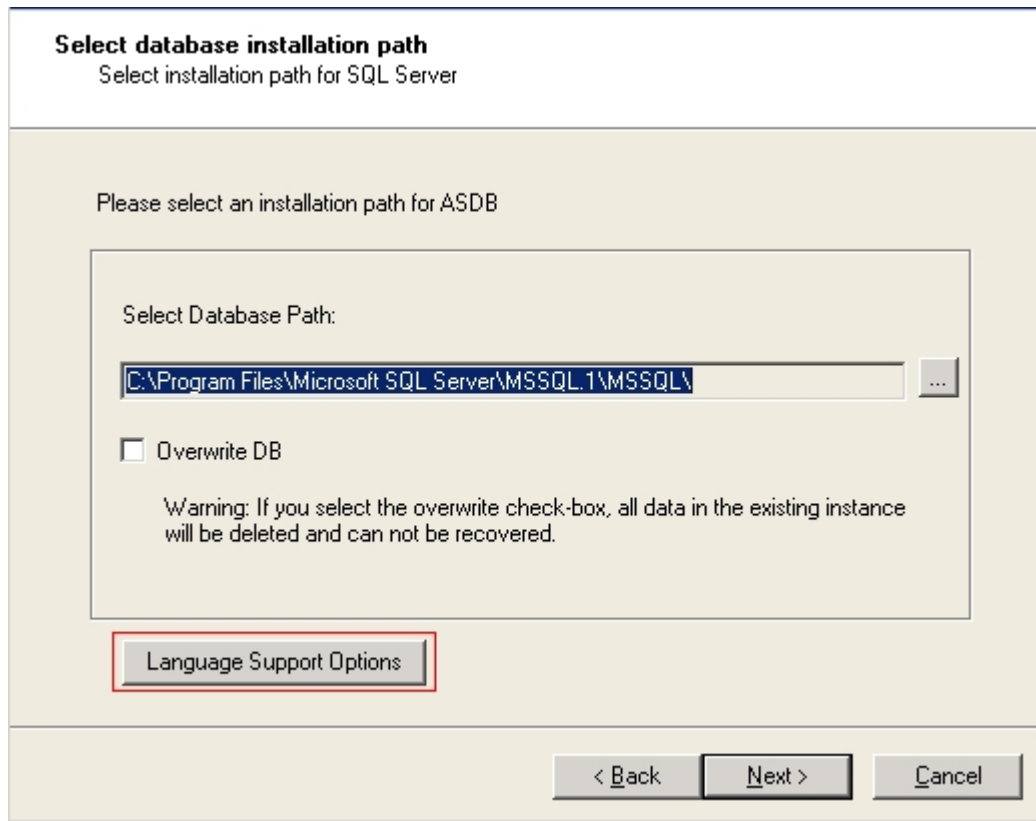 Select database installation path
Select installation path for SQL Server
Please select an installation path for ASDB
Select Database Path:
C:\Program Files\Microsoft SQL Server\MSSQL.1\MSSQL\
...
Overwrite DB
Warning: If you select the overwrite check-box, all data in the existing instance
will be deleted and can not be recovered.
Language Support Options
< Back
Next >
Cancel